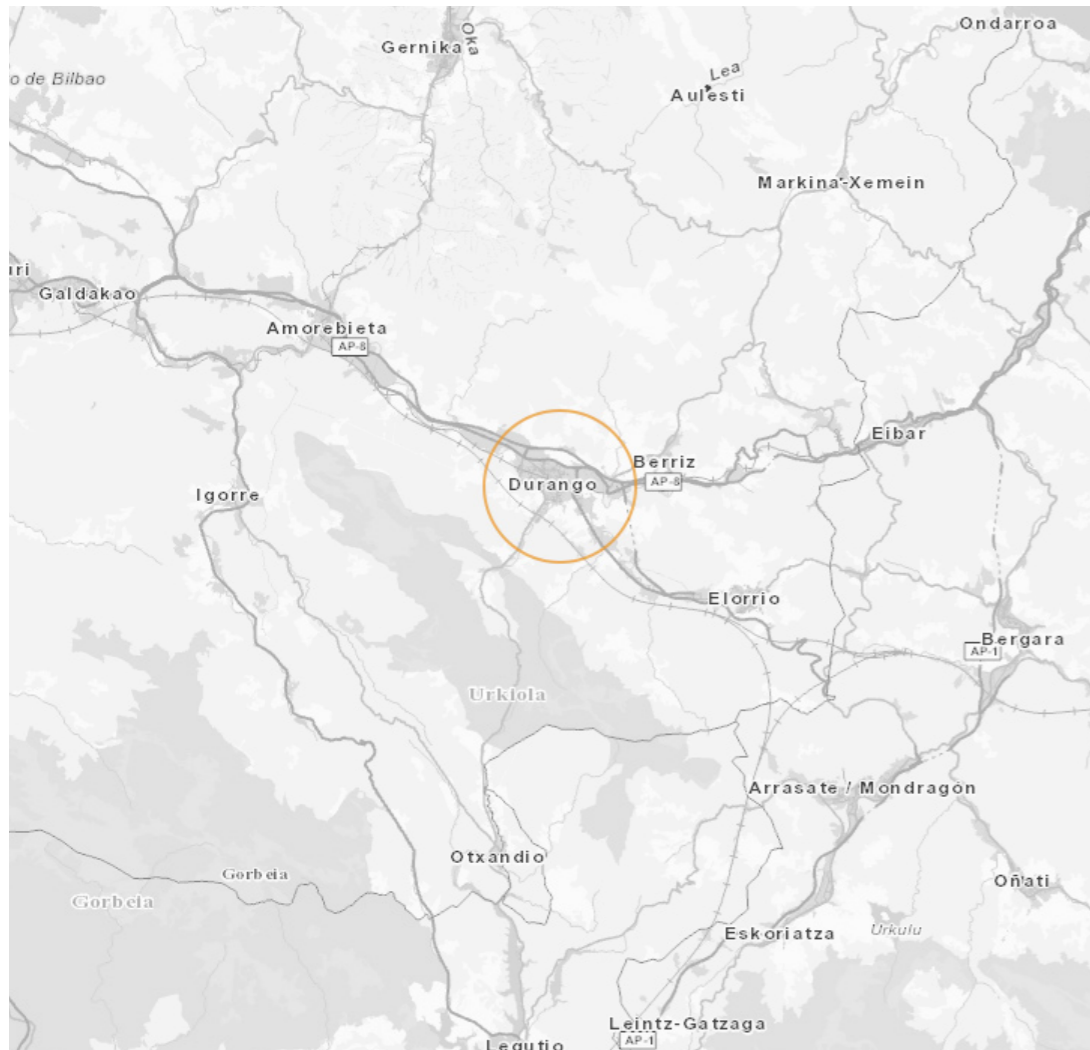 Ondarroa
Gernika
Oka
o de Bilbao
Lea
Aulesti
Markina-Xemein
uri
Galdakao
Amorebieta
AP-8
Eibar
Berriz
AP-8
Durango
Igorre
Elorrio
Bergara
AP-1
Urkiola
Arrasate / Mondragón
Otxandio
Gorbeia
Gorbeia
Oñati
Urkulu
Eskoriatza
Leintz-Gatzaga
AP-1
Legutio